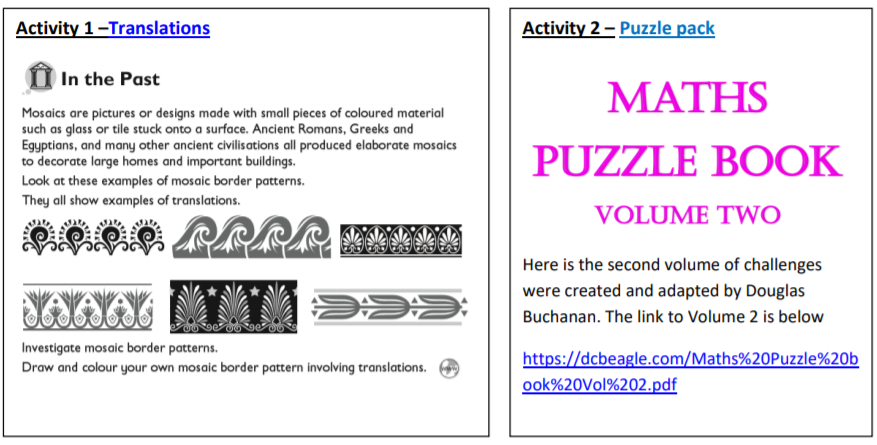 Activity 1 –Translations
In the Past
Mosaics are pictures or designs made with small pieces of coloured material
such as glass or tile stuck onto a surface. Ancient Romans, Greeks and
Egyptians, and many other ancient civilisations all produced elaborate mosaics
to decorate large homes and important buildings.
Look at these examples of mosaic border patterns.
They all show examples of translations.
Investigate mosaic border patterns.
Draw and colour your own mosaic border pattern involving translations.
Activity 2 – Puzzle pack
MATHS
PUZZLE BOOK
VOLUME TWO
Here is the second volume of challenges
were created and adapted by Douglas
Buchanan. The link to Volume 2 is below
https://dcbeagle.com/Maths%20Puzzle%20b
ook%20Vol%202.pdf